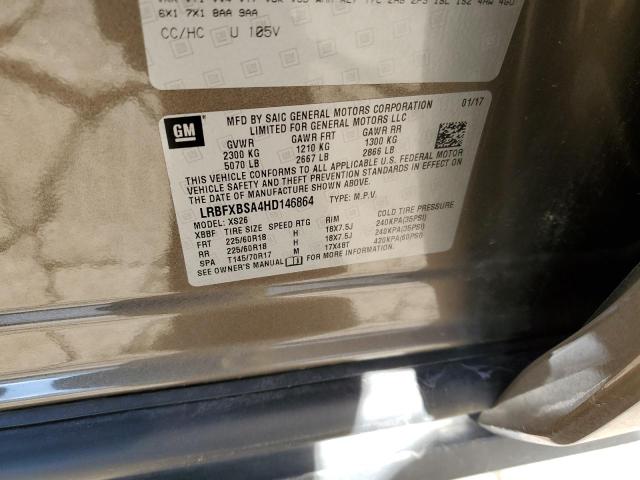 6X1 7X1 8AA 9AA
CC/HC U 105V
GM
MFD BY SAIC GENERAL MOTORS CORPORATION 01/17
LIMITED FOR GENERAL MOTORS LLC
GVWR GAWR FRT GAWR RR
2300 KG 1210 KG 1300 KG
5070 LB 2667 LB 2866 LB
THIS VEHICLE CONFORMS TO ALL APPLICABLE U.S. FEDERAL MOTOR
VEHICLE SAFETY AND THEFT PREVENTION STANDARDS IN EFFECT ON
THE DATE OF MANUFACTURE SHOWN ABOVE.
LRBFXBSA4HD146864 TYPE: M.P.V.
MODEL: XS26
XBBF TIRE SIZE SPEED RTG RIM COLD TIRE PRESSURE
FRT 225/60R18 H 18X7.5J 240KPA(35PSI)
RR 225/60R18 H 18X7.5J 240KPA(35PSI)
SPA T145/70R17 M 17X4BT 420KPA(60PSI)
SEE OWNER'S MANUAL FOR MORE INFORMATION.